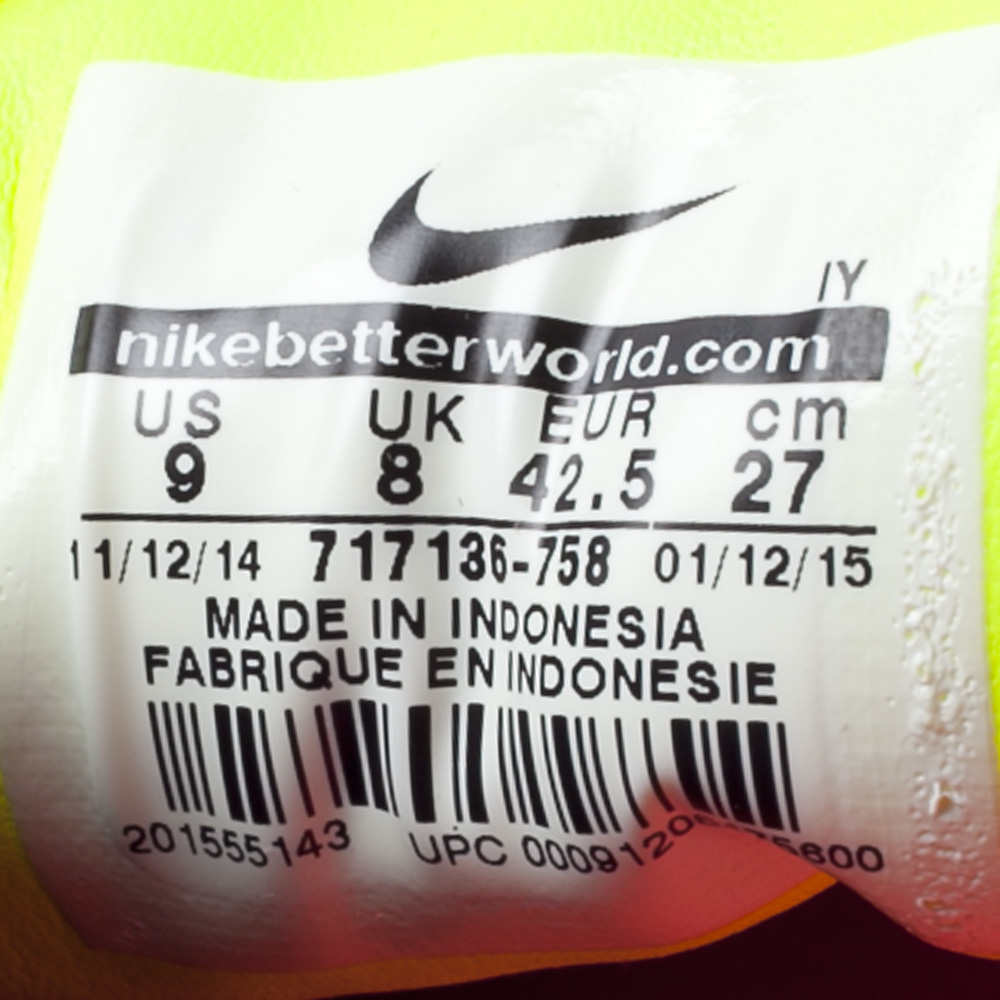 IY
nikebetterworld.com
US UK EUR cm
9 8 42.5 27
11/12/14 717136-758 01/12/15
MADE IN INDONESIA
FABRIQUE EN INDONESIE
201555143 UPC